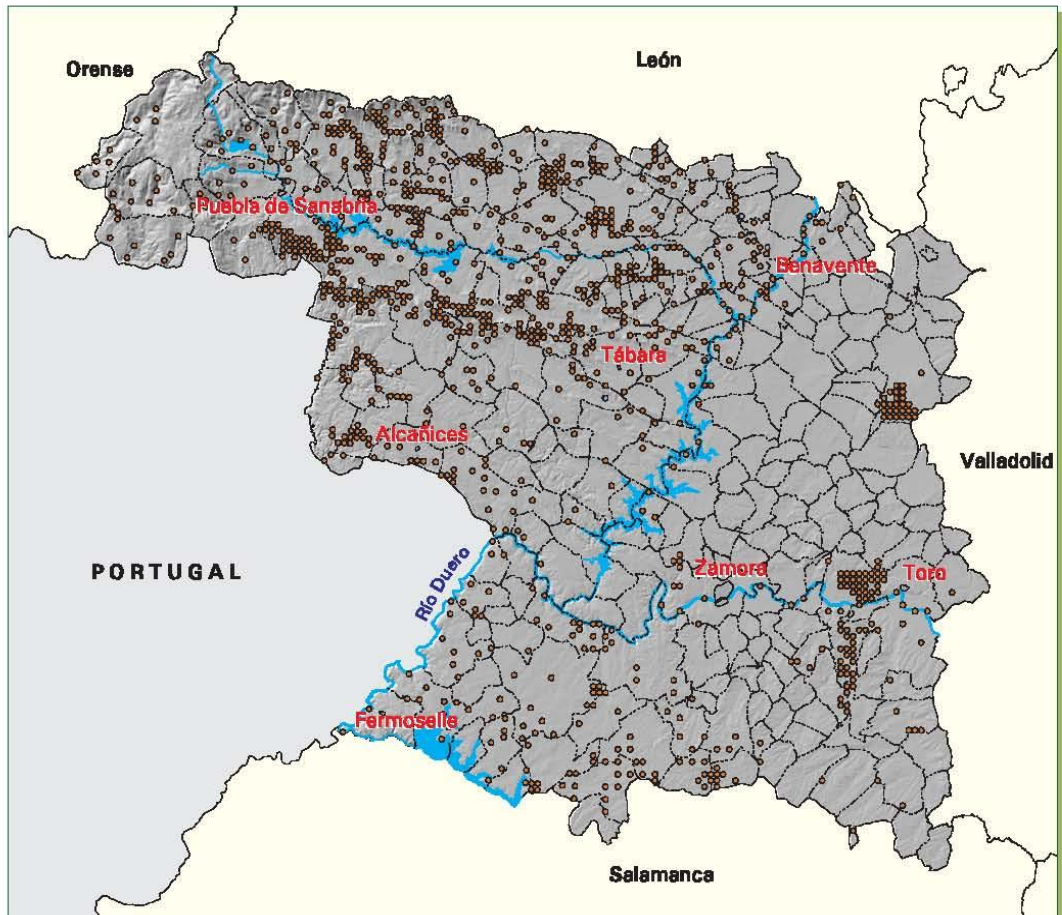 León
Orense
Puebla de Sanabria
Benavente
Tábara
Alcañices
Valladolid
PORTUGAL
Río Duero
Zamora
Toro
Fermoselle
Salamanca